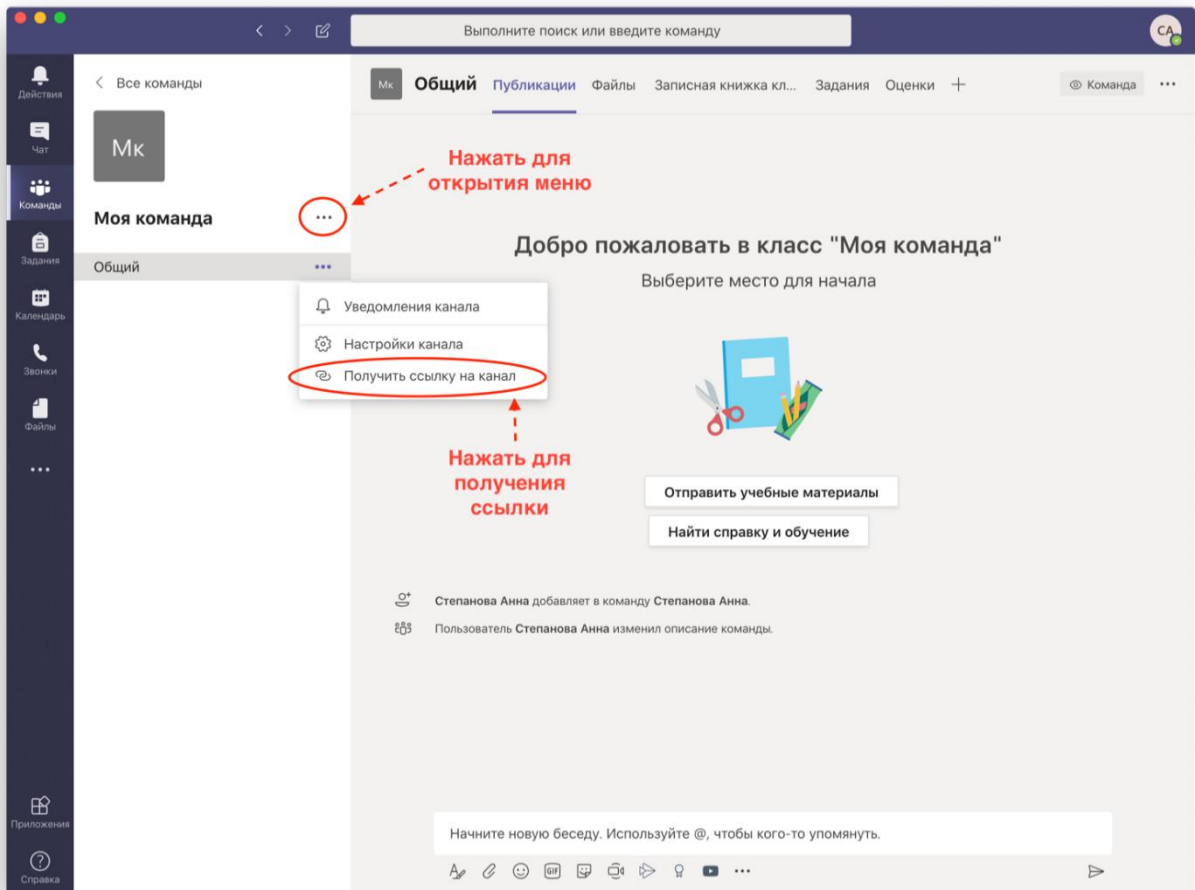 Выполните поиск или введите команду
СА
Действия
Чат
Команды
Задания
Календарь
Звонки
Файлы
Приложения
Справка
Все команды
Мк
Моя команда
Общий
Уведомления канала
Настройки канала
Получить ссылку на канал
Нажать для
открытия меню
Нажать для
получения
ссылки
Мк Общий Публикации Файлы Записная книжка кл... Задания Оценки
Команда
Добро пожаловать в класс "Моя команда"
Выберите место для начала
Отправить учебные материалы
Найти справку и обучение
Степанова Анна добавляет в команду Степанова Анна.
Пользователь Степанова Анна изменил описание команды.
Начните новую беседу. Используйте @, чтобы кого-то упомянуть.
GIF